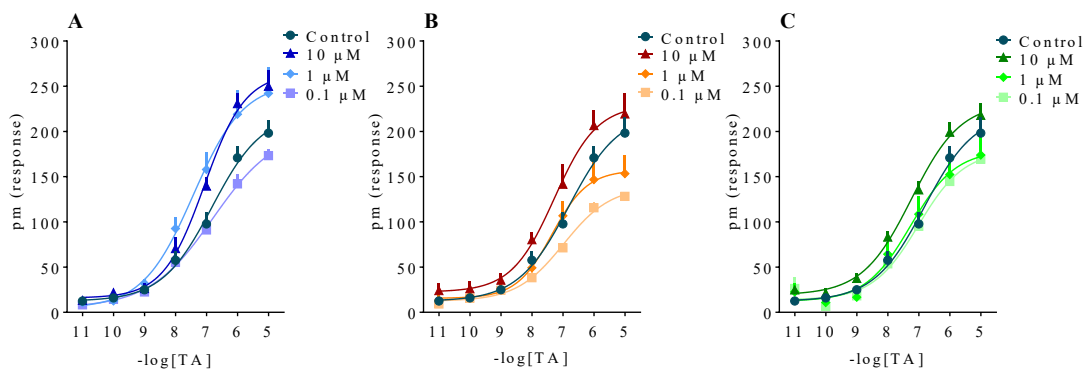 A
pm (response)
300
250
200
150
100
50
0
11 10 9 8 7 6 5
-log[TA]
Control
10 µM
1 µM
0.1 µM
B
pm (response)
300
250
200
150
100
50
0
11 10 9 8 7 6 5
-log[TA]
Control
10 µM
1 µM
0.1 µM
C
pm (response)
300
250
200
150
100
50
0
11 10 9 8 7 6 5
-log[TA]
Control
10 µM
1 µM
0.1 µM